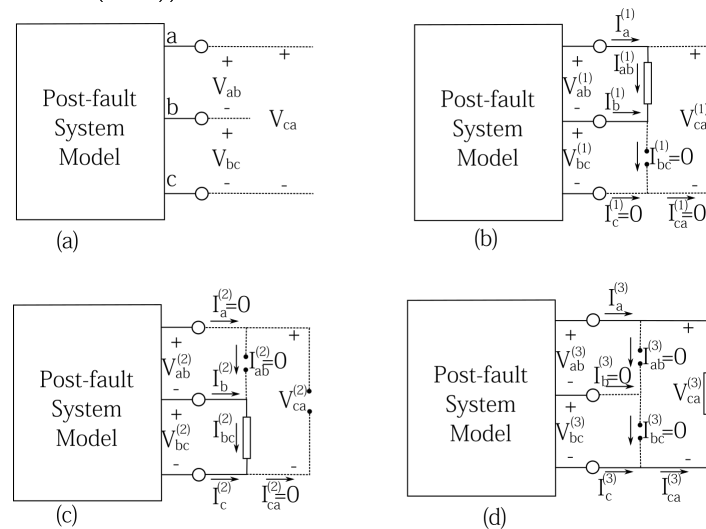 a
b
c
Post-fault
System
Model
+
V_ab
-
+
V_bc
-
+
V_ca
-
(a)
I_a^(1)
Post-fault
System
Model
+
V_ab^(1)
-
+
V_bc^(1)
-
I_ab^(1)
I_b^(1)
I_bc^(1)=0
I_c^(1)=0
I_ca^(1)=0
+
V_ca^(1)
-
(b)
I_a^(2)=0
Post-fault
System
Model
+
V_ab^(2)
-
+
V_bc^(2)
-
I_ab^(2)=0
I_b^(2)
I_bc^(2)
I_c^(2)
I_ca^(2)=0
+
V_ca^(2)
-
(c)
I_a^(3)
Post-fault
System
Model
+
V_ab^(3)
-
+
V_bc^(3)
-
I_ab^(3)=0
I_b^(3)=0
I_bc^(3)=0
I_c^(3)
I_ca^(3)
+
V_ca^(3)
-
(d)